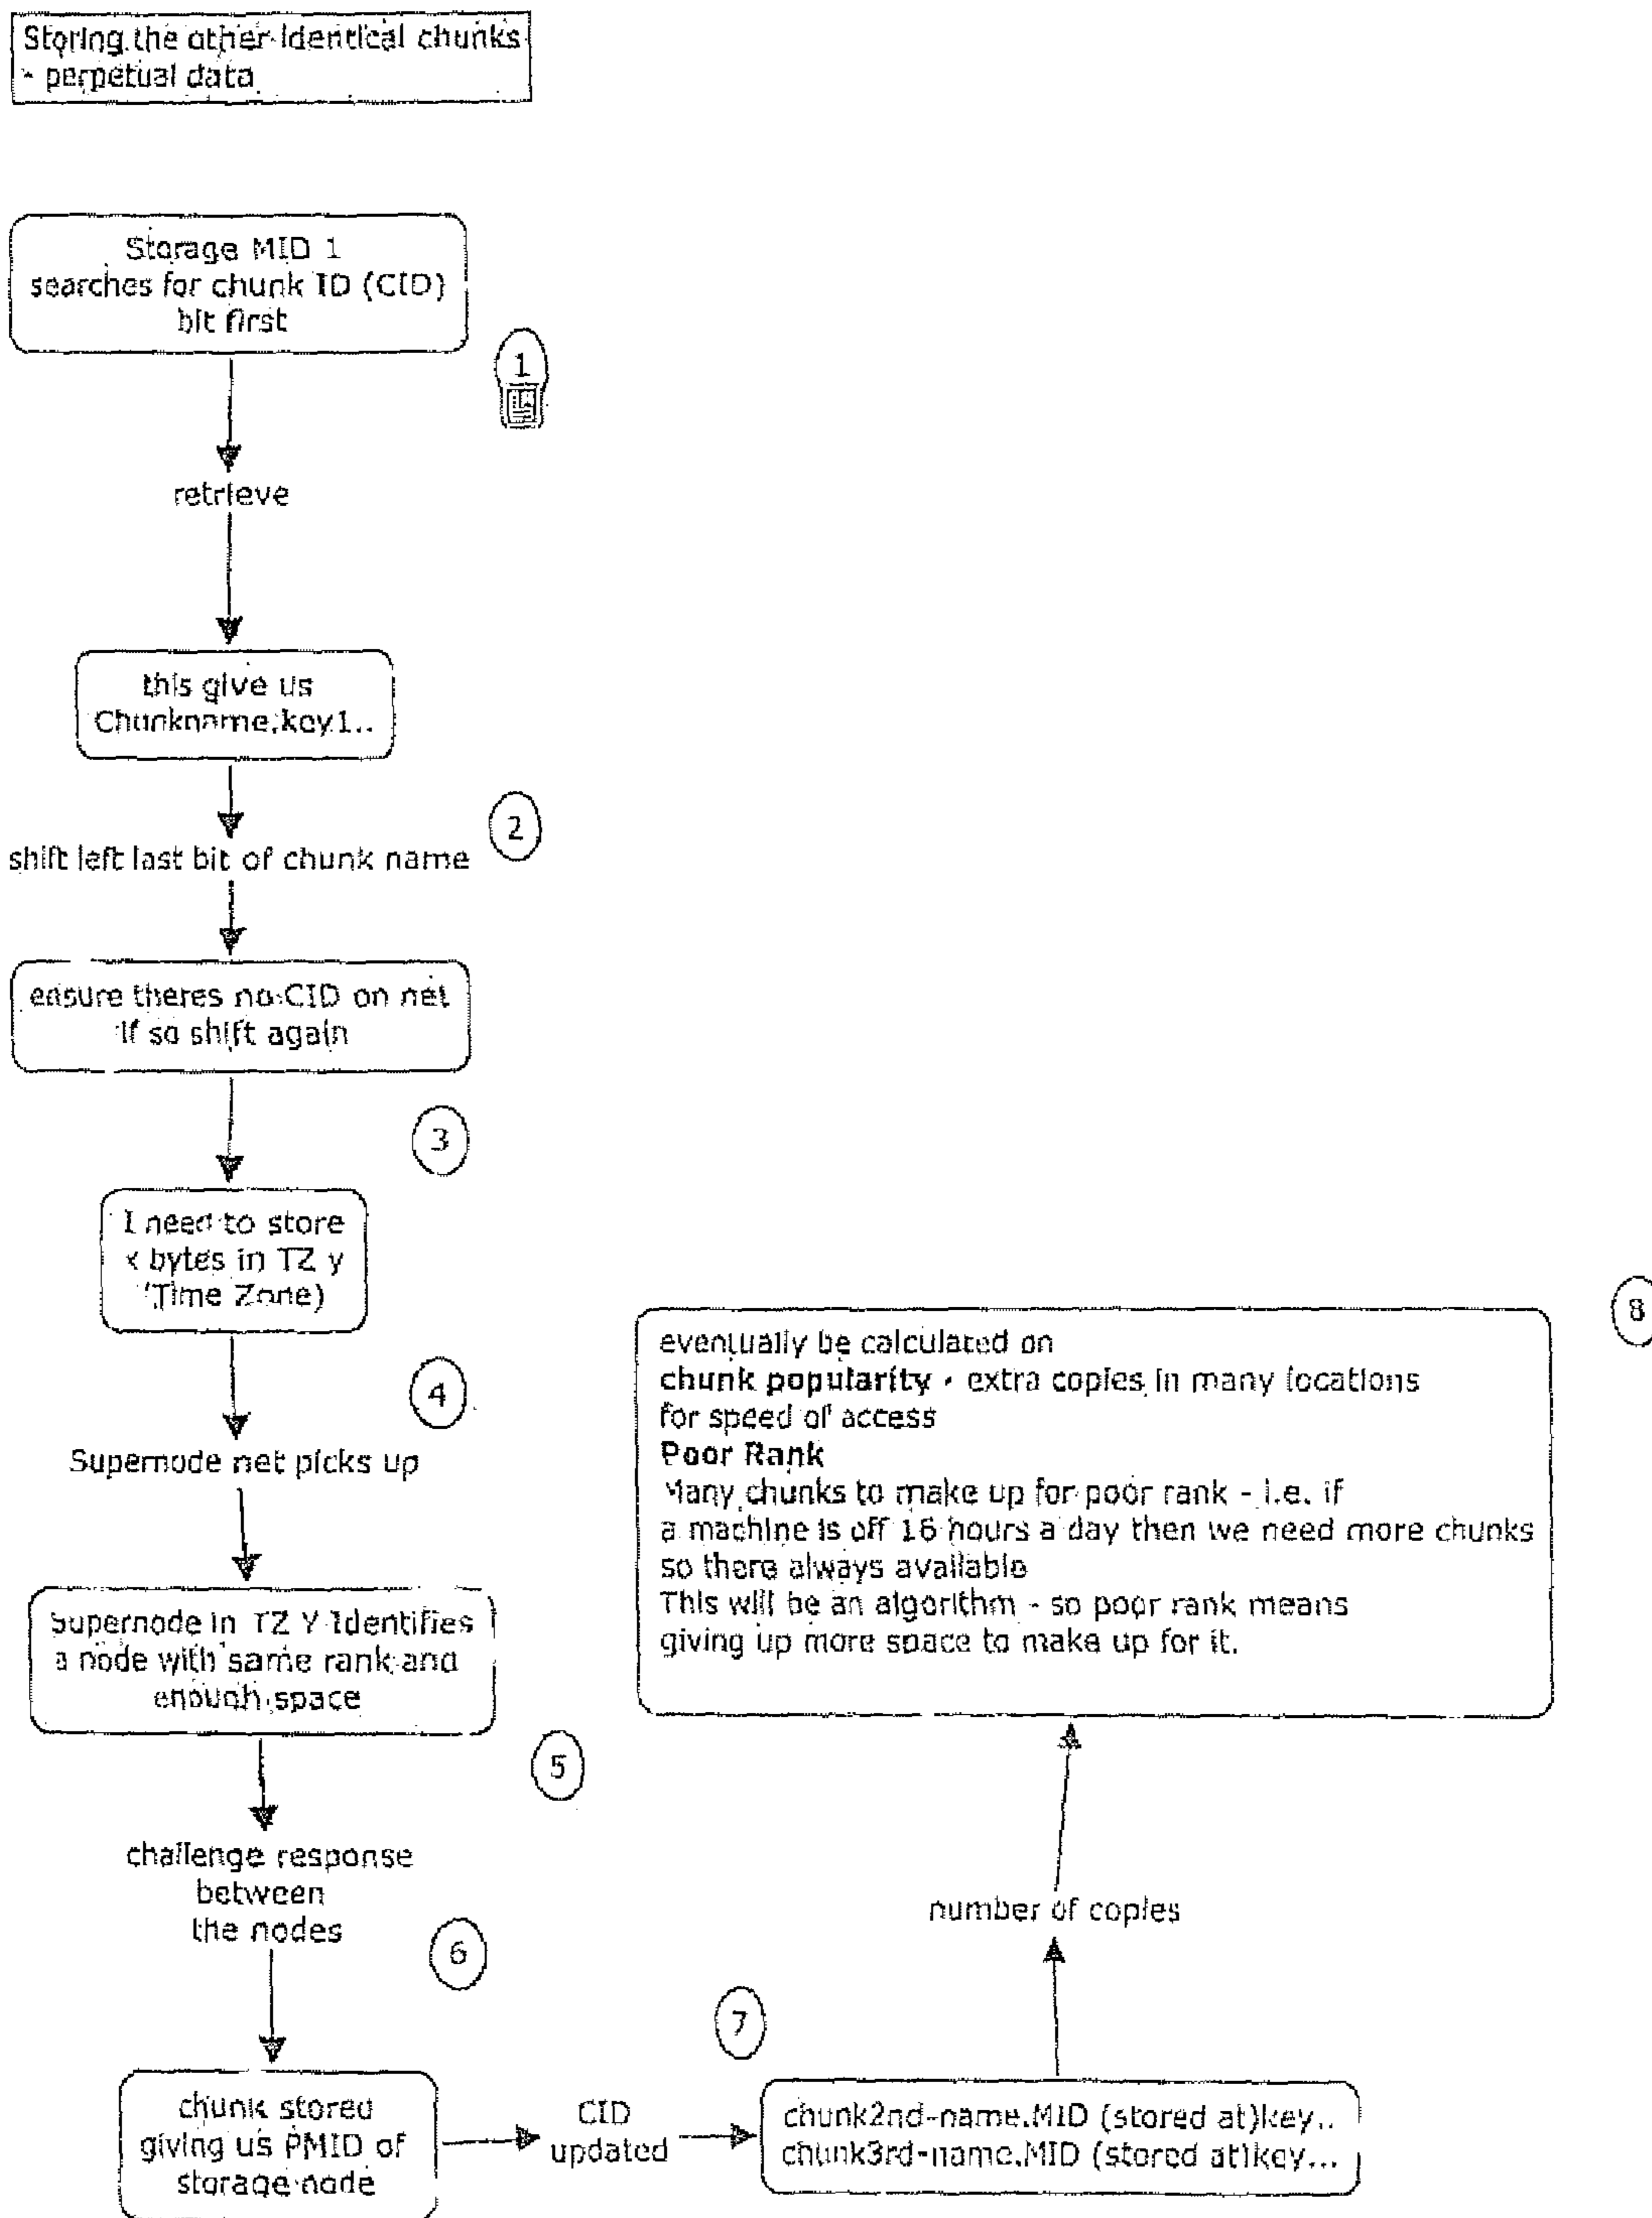 Storing the other identical chunks
- perpetual data
Storage MID 1
searches for chunk ID (CID)
bit first
1
retrieve
this give us
Chunkname.key1..
2
shift left last bit of chunk name
ensure theres no CID on net
if so shift again
3
I need to store
x bytes in TZ y
(Time Zone)
4
Supernode net picks up
Supernode in TZ Y Identifies
a node with same rank and
enough space
5
challenge response
between
the nodes
6
chunk stored
giving us PMID of
storage node
CID
updated
7
chunk2nd-name.MID (stored at)key..
chunk3rd-name.MID (stored at)key...
number of copies
8
eventually be calculated on
chunk popularity - extra copies in many locations
for speed of access
Poor Rank
Many chunks to make up for poor rank - i.e. if
a machine is off 16 hours a day then we need more chunks
so there always available
This will be an algorithm - so poor rank means
giving up more space to make up for it.